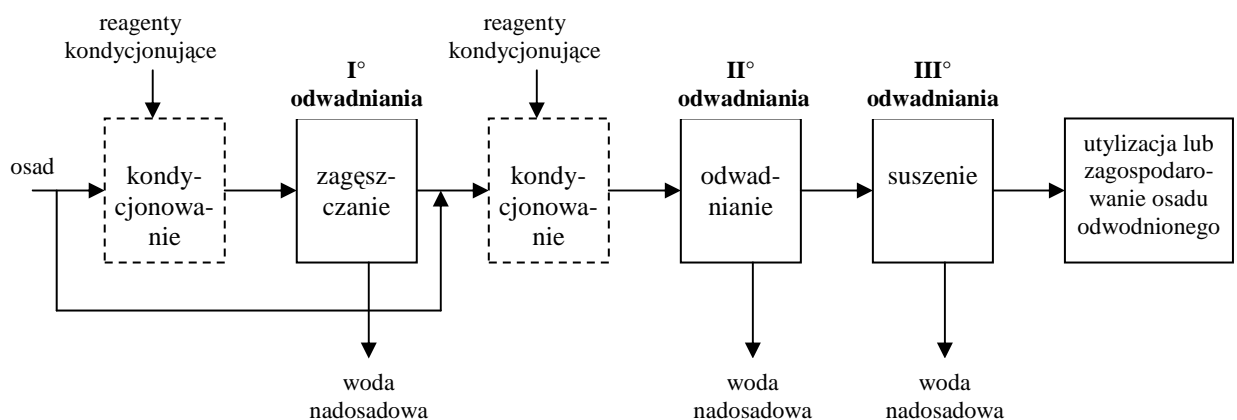 reagenty
kondycjonujące
reagenty
kondycjonujące
I°
odwadniania
II°
odwadniania
III°
odwadniania
osad
kondy-
cjonowa-
nie
zagęsz-
czanie
kondy-
cjonowa-
nie
odwad-
nianie
suszenie
utylizacja lub
zagospodaro-
wanie osadu
odwodnionego
woda
nadosadowa
woda
nadosadowa
woda
nadosadowa